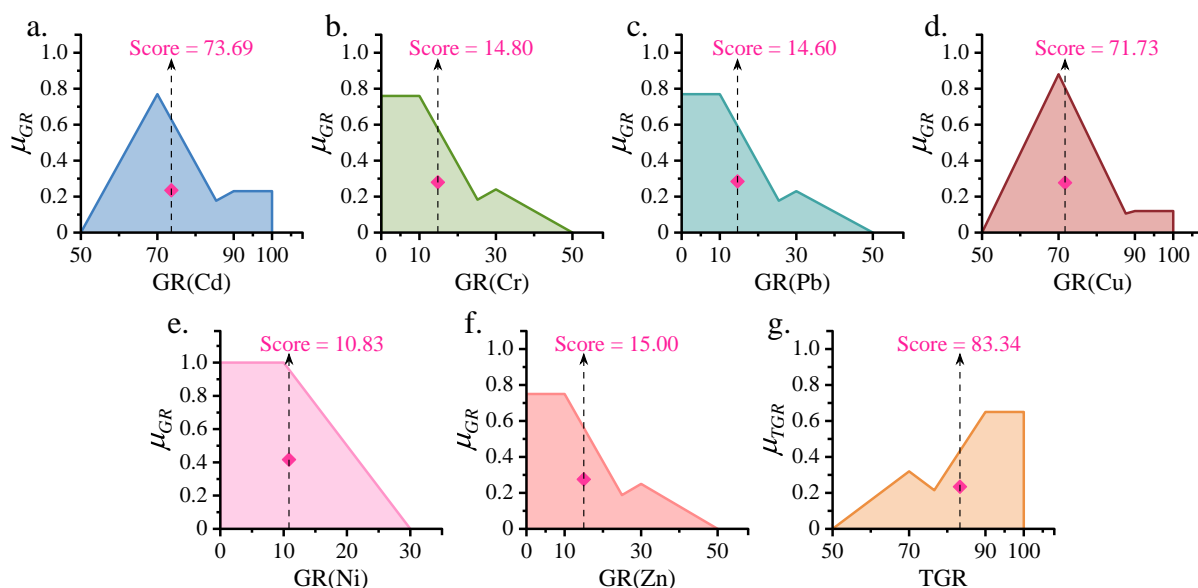 a.
Score = 73.69
1.0
0.8
0.6
0.4
0.2
0
μGR
50 70 90 100
GR(Cd)
b.
Score = 14.80
1.0
0.8
0.6
0.4
0.2
0
μGR
0 10 30 50
GR(Cr)
c.
Score = 14.60
1.0
0.8
0.6
0.4
0.2
0
μGR
0 10 30 50
GR(Pb)
d.
Score = 71.73
1.0
0.8
0.6
0.4
0.2
0
μGR
50 70 90 100
GR(Cu)
e.
Score = 10.83
1.0
0.8
0.6
0.4
0.2
0
μGR
0 10 20 30
GR(Ni)
f.
Score = 15.00
1.0
0.8
0.6
0.4
0.2
0
μGR
0 10 30 50
GR(Zn)
g.
Score = 83.34
1.0
0.8
0.6
0.4
0.2
0
μTGR
50 70 90 100
TGR